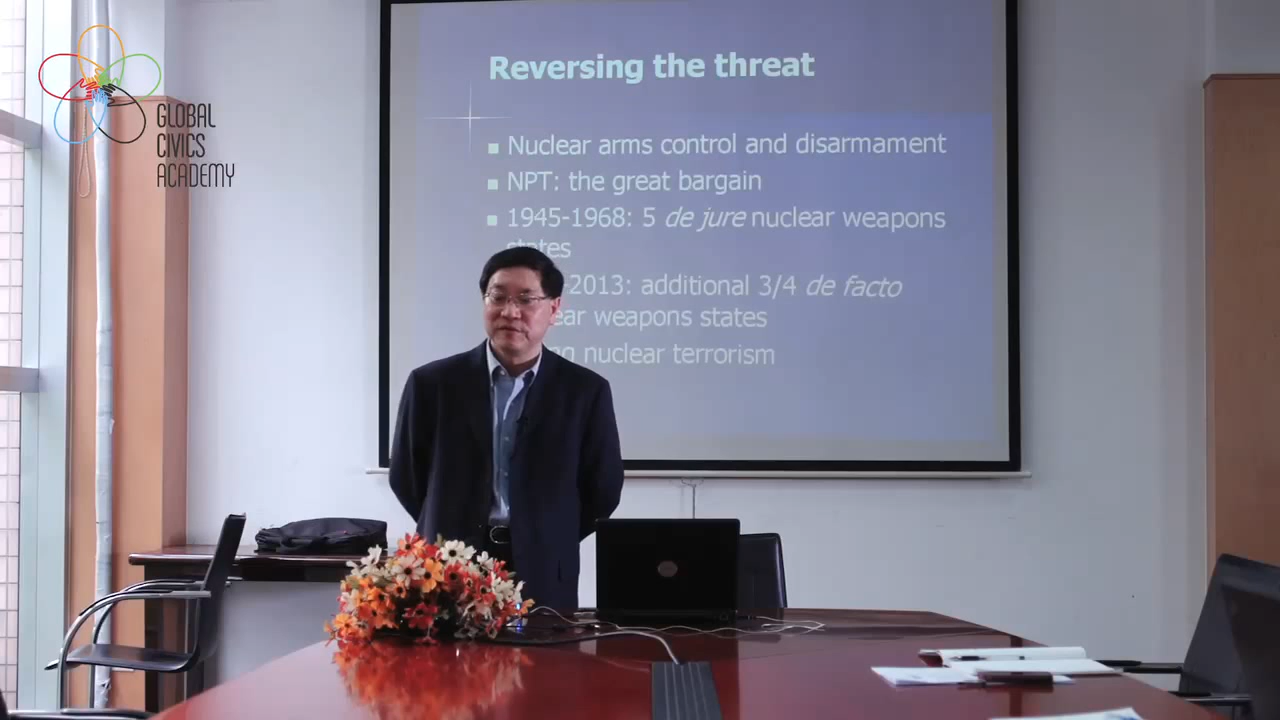 GLOBAL
CIVICS
ACADEMY
Reversing the threat
Nuclear arms control and disarmament
NPT: the great bargain
1945-1968: 5 de jure nuclear weapons
states
2013: additional 3/4 de facto
weapons states
nuclear terrorism